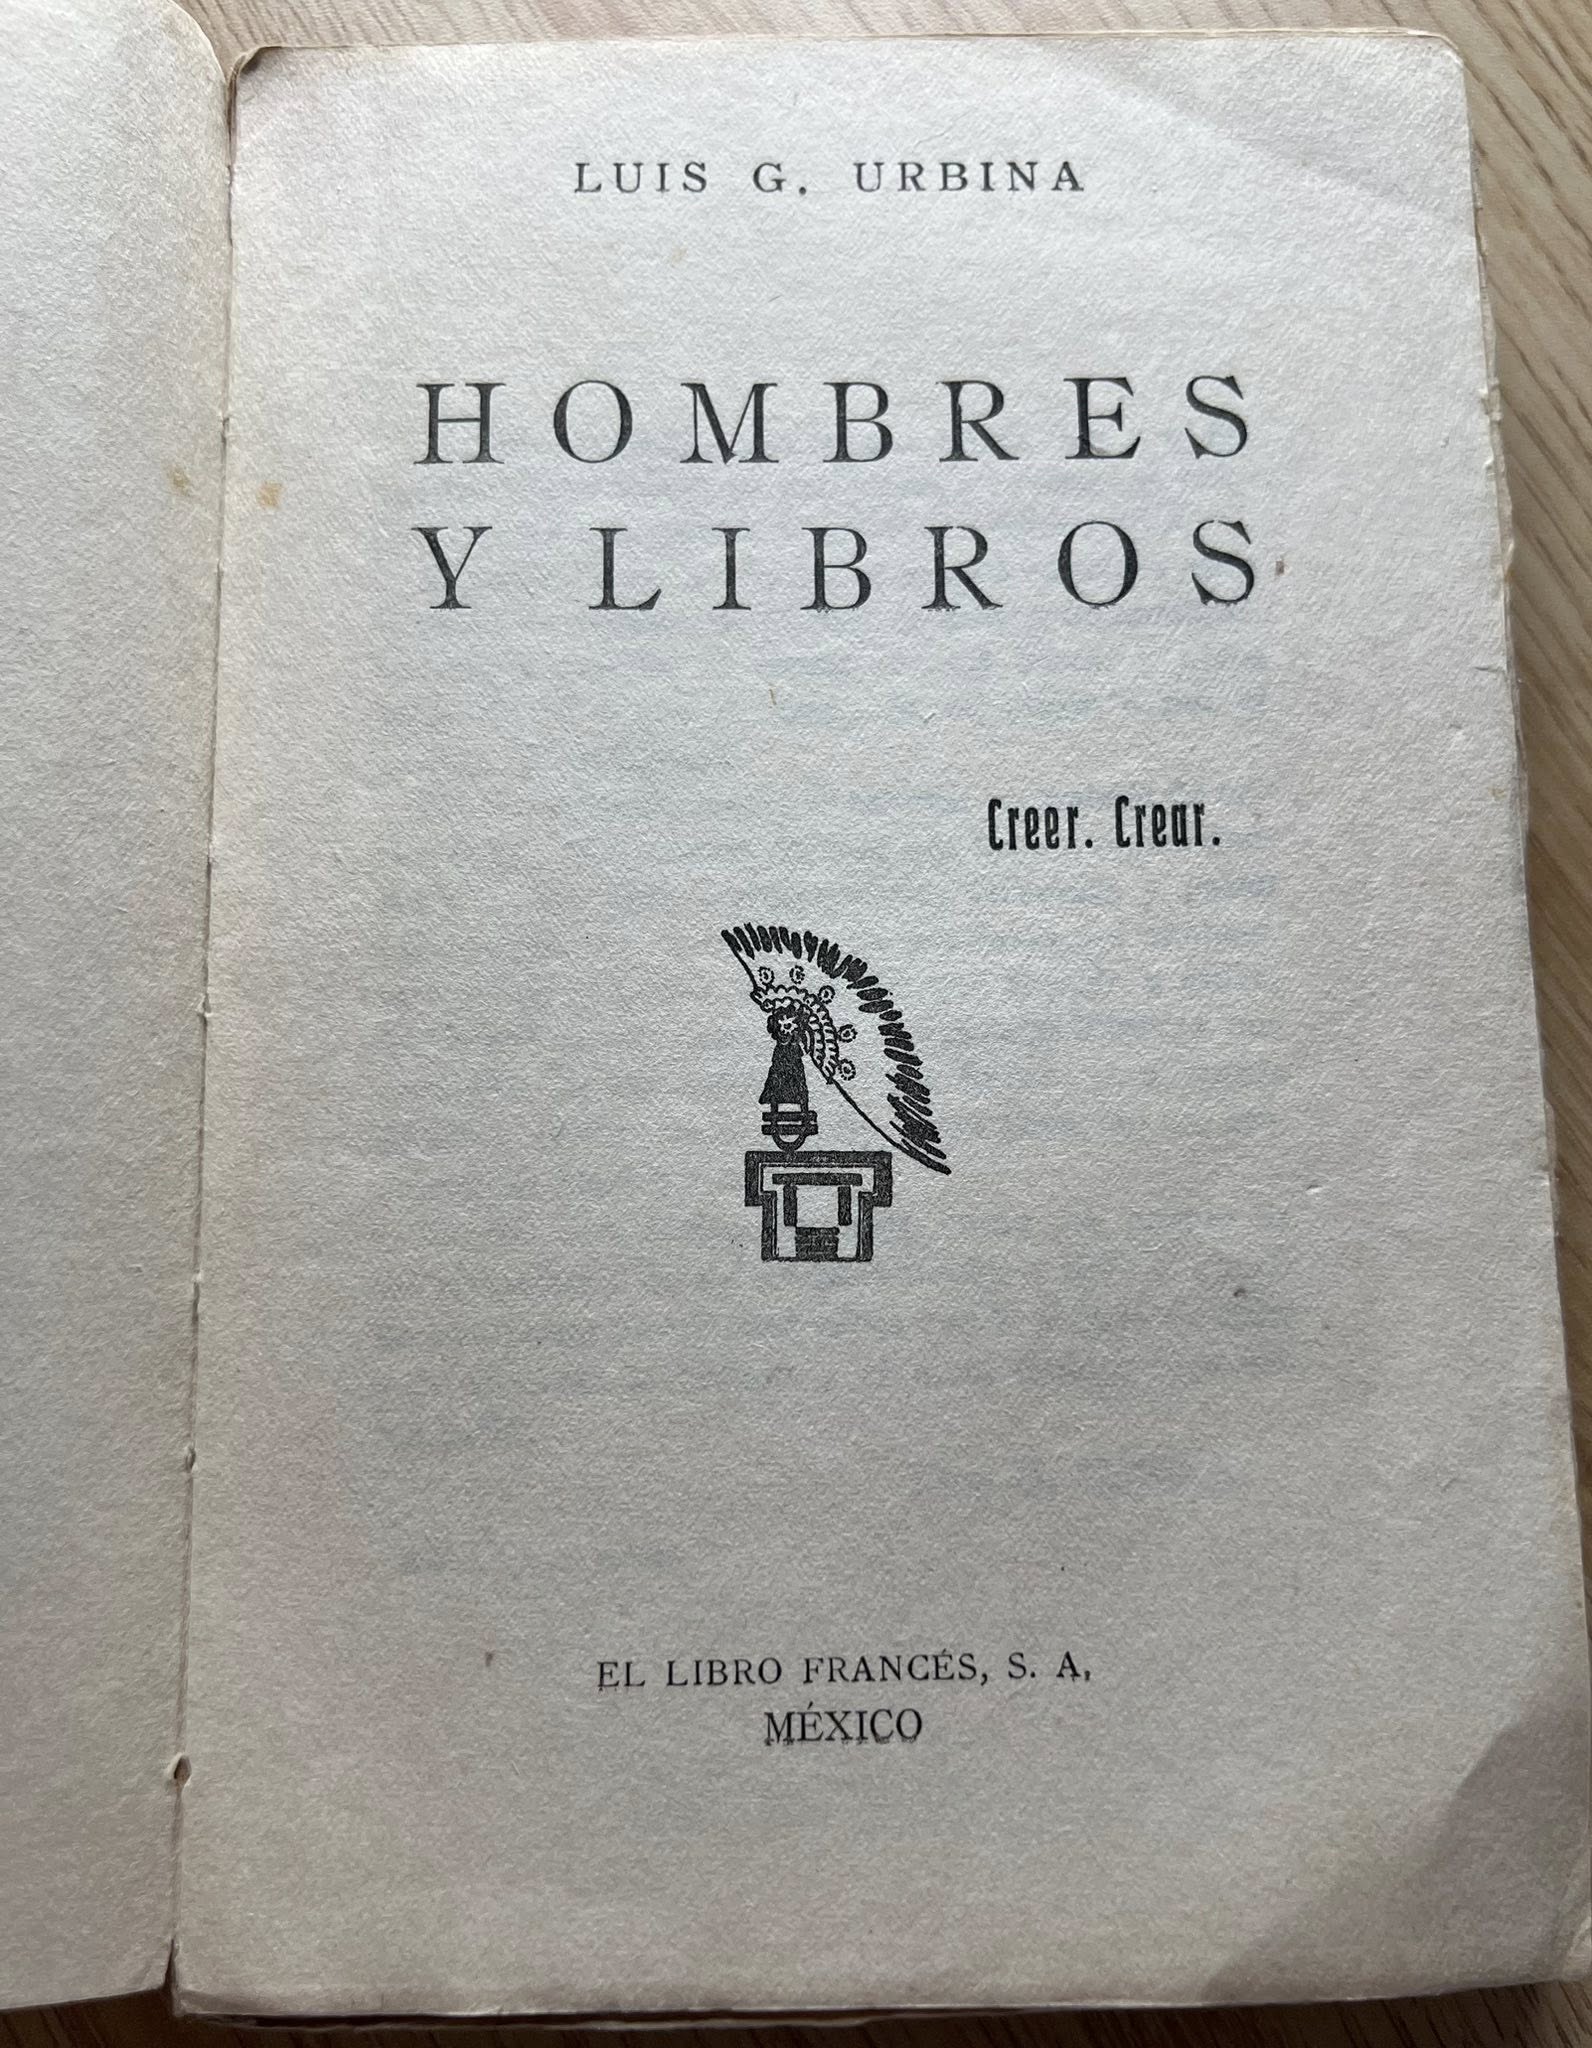 LUIS G. URBINA
HOMBRES
Y LIBROS
Creer. Crear.
EL LIBRO FRANCÉS, S. A.
MÉXICO